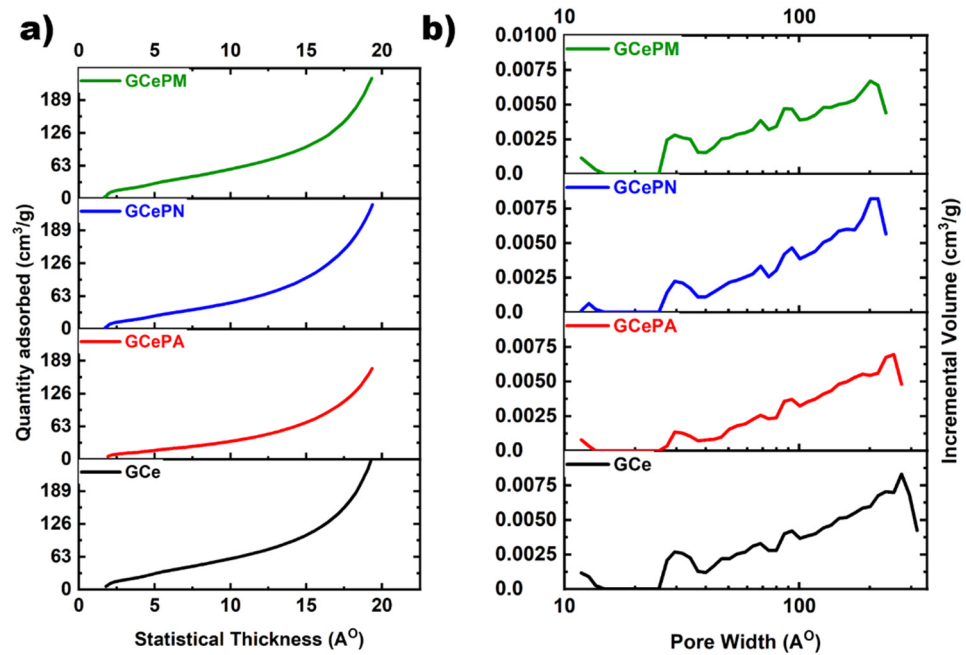 a)
0 5 10 15 20
GCePM
189
126
63
0
GCePN
189
126
63
0
GCePA
189
126
63
0
GCe
189
126
63
0
0 5 10 15 20
Quantity adsorbed (cm³/g)
Statistical Thickness (Aᴼ)
b)
10 100
0.0100
GCePM
0.0075
0.0050
0.0025
0.0
GCePN
0.0075
0.0050
0.0025
0.0
GCePA
0.0075
0.0050
0.0025
0.0
GCe
0.0075
0.0050
0.0025
0.0
10 100
Incremental Volume (cm³/g)
Pore Width (Aᴼ)